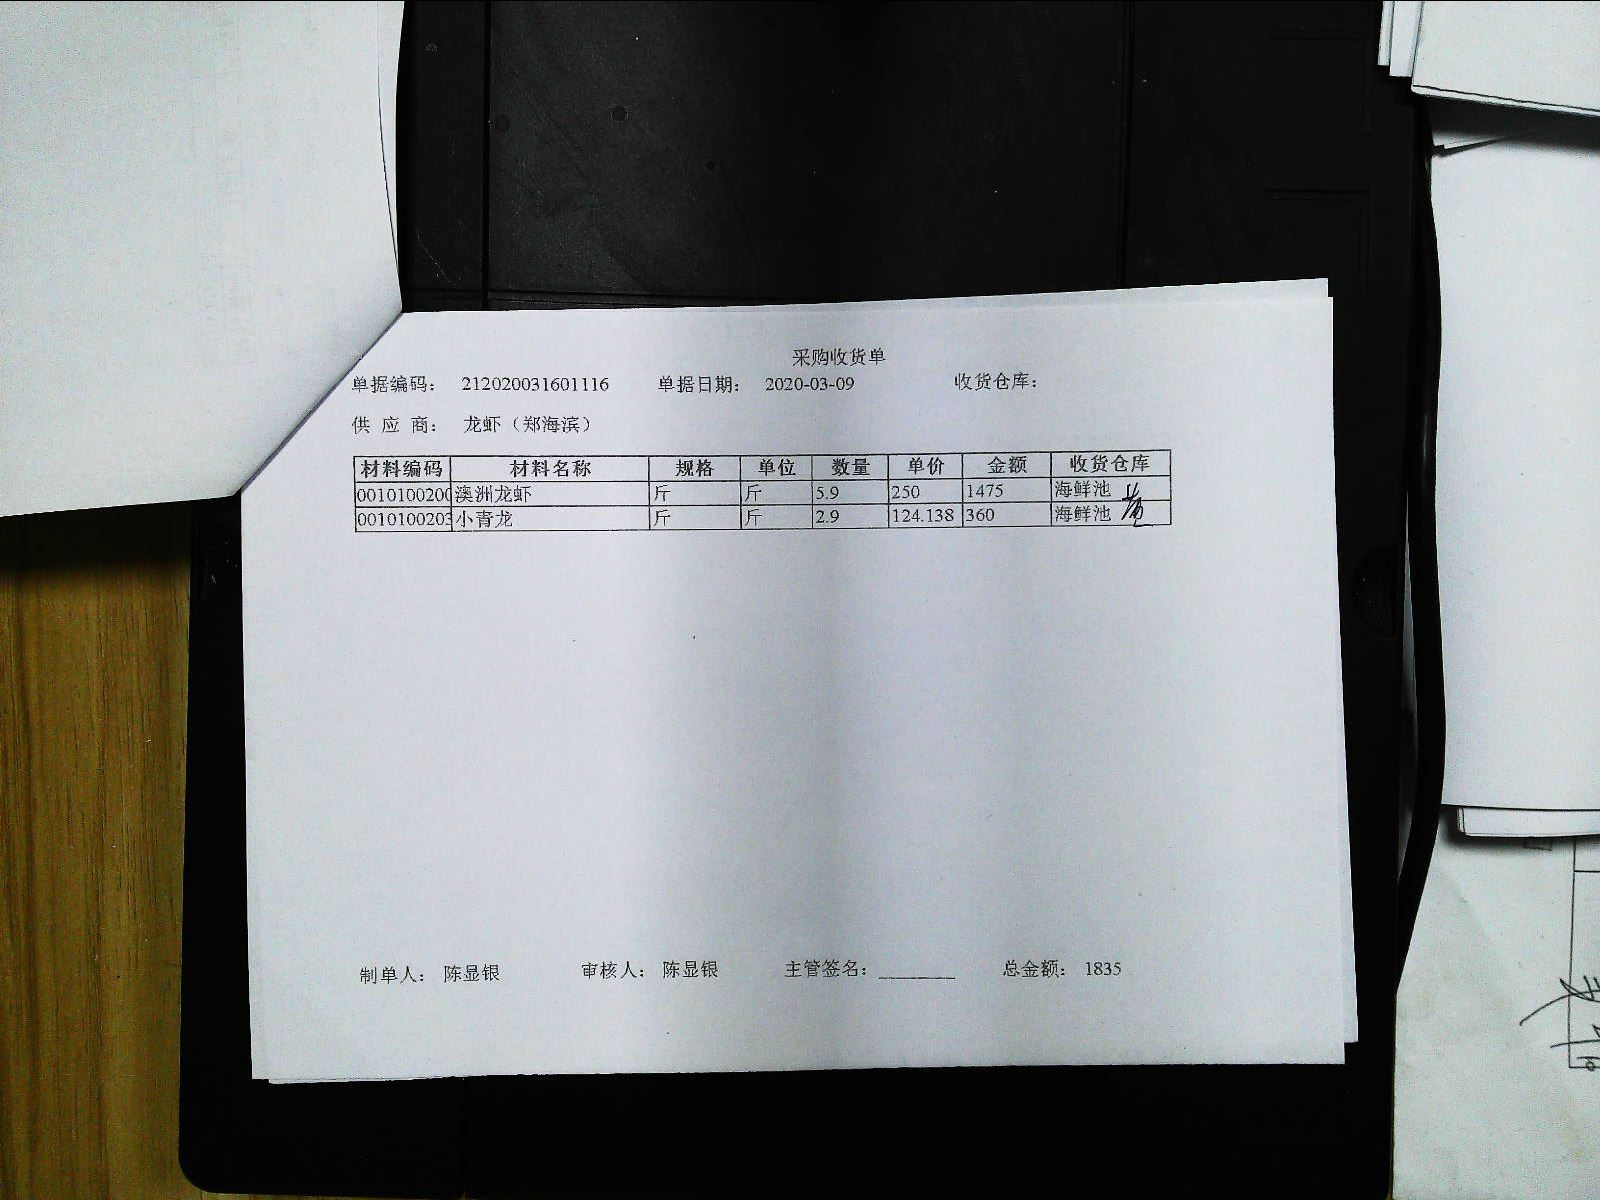 采购收货单
单据编码: 212020031601116 单据日期: 2020-03-09 收货仓库:
供 应 商: 龙虾（郑海滨）
材料编码 材料名称 规格 单位 数量 单价 金额 收货仓库
0010100200 澳洲龙虾 斤 斤 5.9 250 1475 海鲜池
0010100203 小青龙 斤 斤 2.9 124.138 360 海鲜池
制单人: 陈显银 审核人: 陈显银 主管签名: ________ 总金额: 1835